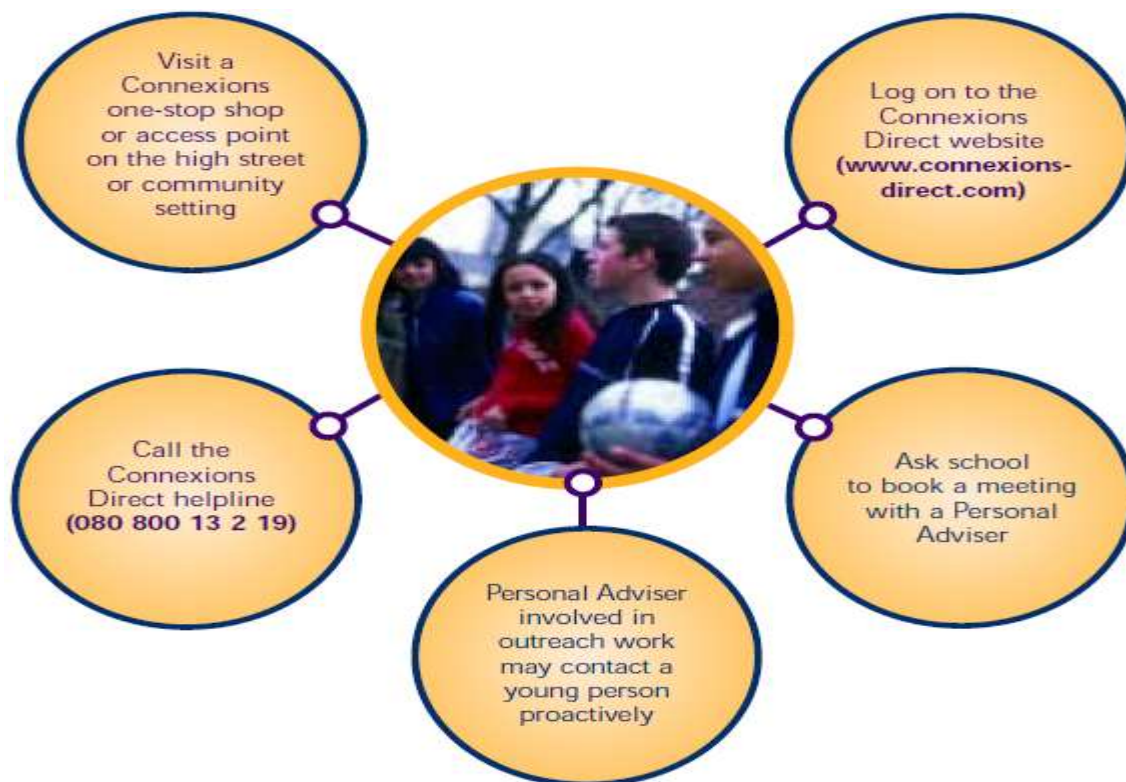 Visit a
Connexions
one-stop shop
or access point
on the high street
or community
setting
Log on to the
Connexions
Direct website
(www.connexions-
direct.com)
Call the
Connexions
Direct helpline
(080 800 13 2 19)
Ask school
to book a meeting
with a Personal
Adviser
Personal Adviser
involved in
outreach work
may contact a
young person
proactively